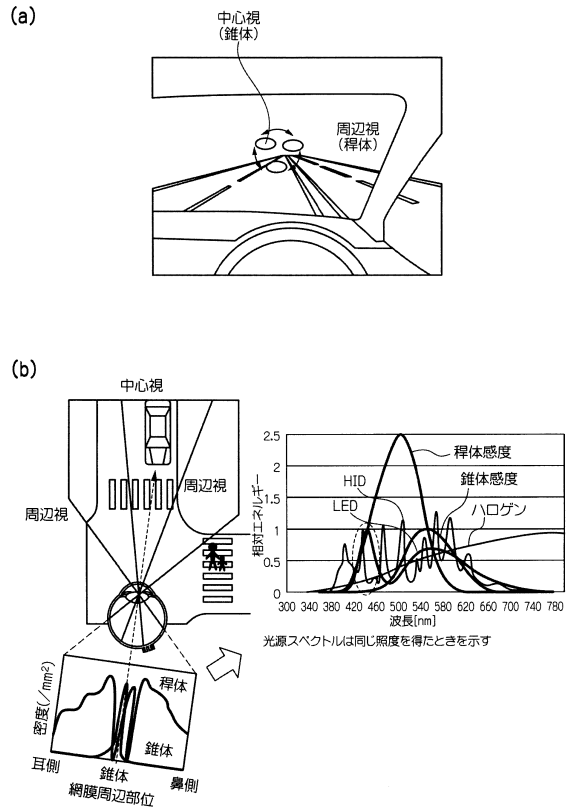 (a)
中心視
(錐体)
周辺視
(稈体)
(b)
中心視
周辺視
周辺視
稈体
錐体
密度(/mm²)
耳側
錐体
鼻側
網膜周辺部位
2.5
2
1.5
1
0.5
0
相対エネルギー
稈体感度
HID
錐体感度
LED
ハロゲン
300 340 380 420 460 500 540 580 620 660 700 740 780
波長[nm]
光源スペクトルは同じ照度を得たときを示す